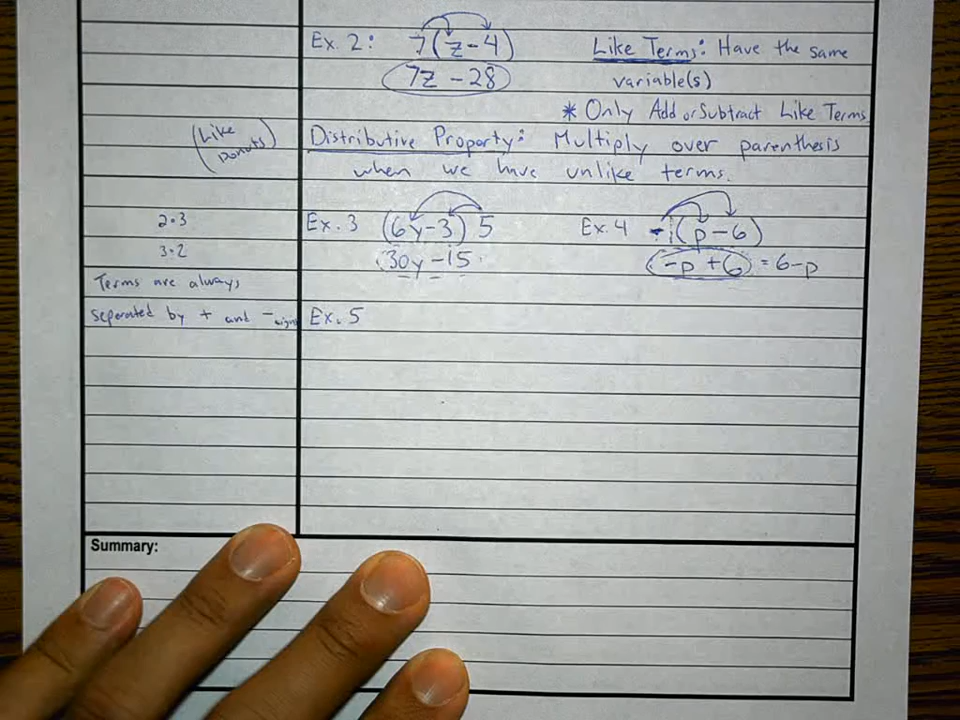 Ex. 2: 7(z-4) Like Terms: Have the same
7z - 28 variable(s)
* Only Add or Subtract Like Terms
(Like Donuts) Distributive Property: Multiply over parenthesis
when we have unlike terms.
2·3 Ex. 3 (6y-3)5 Ex. 4 -1(p-6)
3·2 30y-15 -p+6 = 6-p
Terms are always
seperated by + and - signs Ex. 5
Summary: